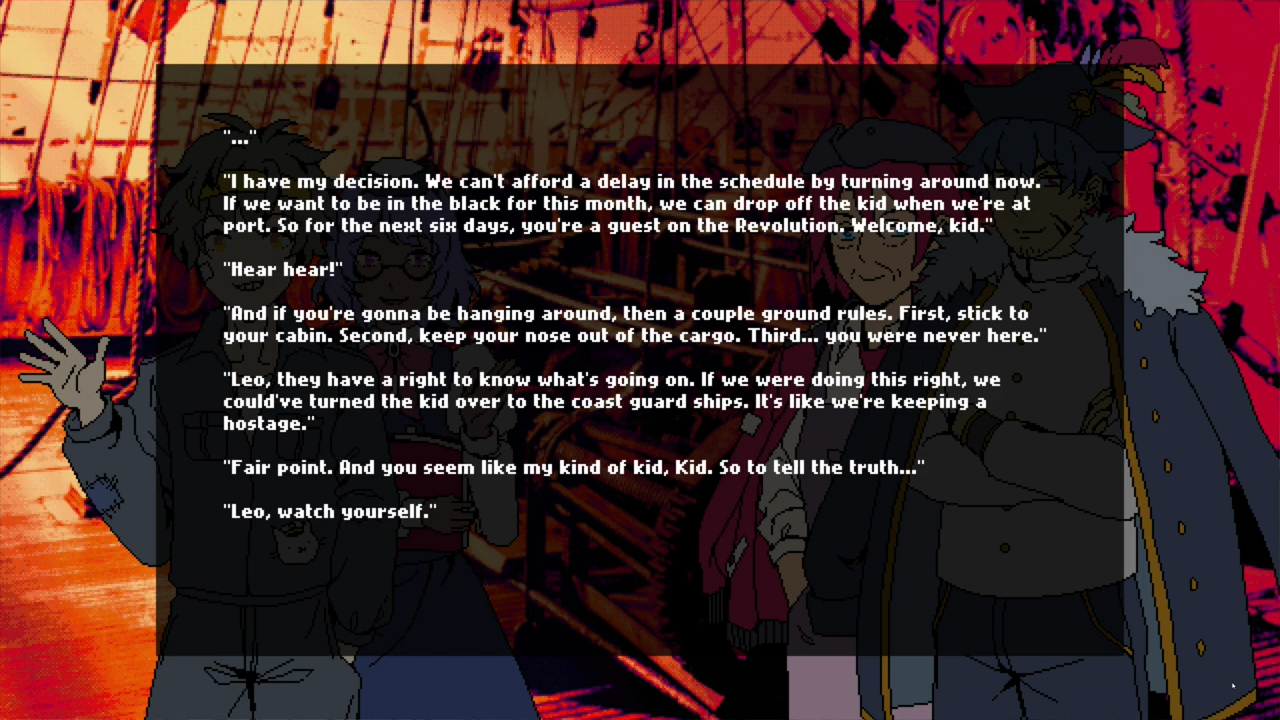 "..."
"I have my decision. We can't afford a delay in the schedule by turning around now.
If we want to be in the black for this month, we can drop off the kid when we're at
port. So for the next six days, you're a guest on the Revolution. Welcome, kid."
"Hear hear!"
"And if you're gonna be hanging around, then a couple ground rules. First, stick to
your cabin. Second, keep your nose out of the cargo. Third... you were never here."
"Leo, they have a right to know what's going on. If we were doing this right, we
could've turned the kid over to the coast guard ships. It's like we're keeping a
hostage."
"Fair point. And you seem like my kind of kid, Kid. So to tell the truth..."
"Leo, watch yourself."